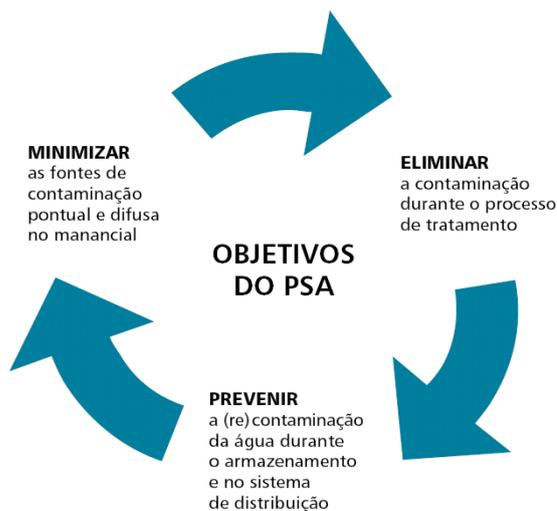 MINIMIZAR
as fontes de
contaminação
pontual e difusa
no manancial
ELIMINAR
a contaminação
durante o processo
de tratamento
OBJETIVOS
DO PSA
PREVENIR
a (re)contaminação
da água durante
o armazenamento
e no sistema
de distribuição